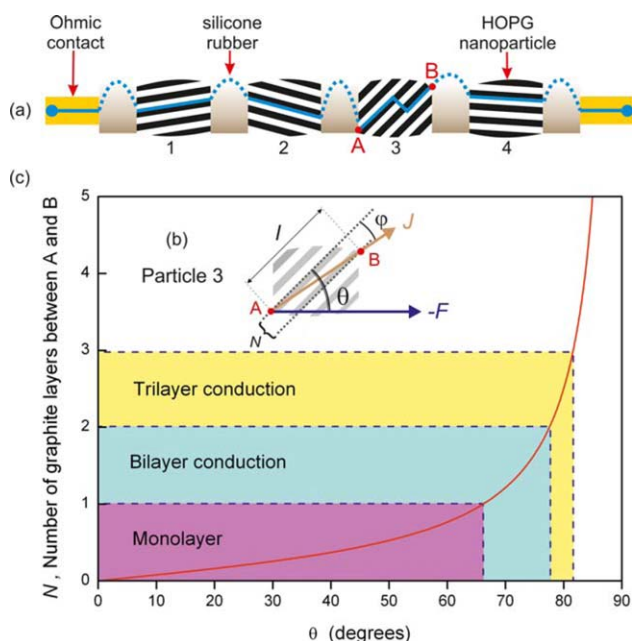 Ohmic
contact
silicone
rubber
HOPG
nanoparticle
(a)
A
B
1
2
3
4
(c)
(b)
Particle 3
l
φ
J
B
A
θ
N
-F
N , Number of graphite layers between A and B
5
4
3
2
1
0
Trilayer conduction
Bilayer conduction
Monolayer
0 10 20 30 40 50 60 70 80 90
θ (degrees)